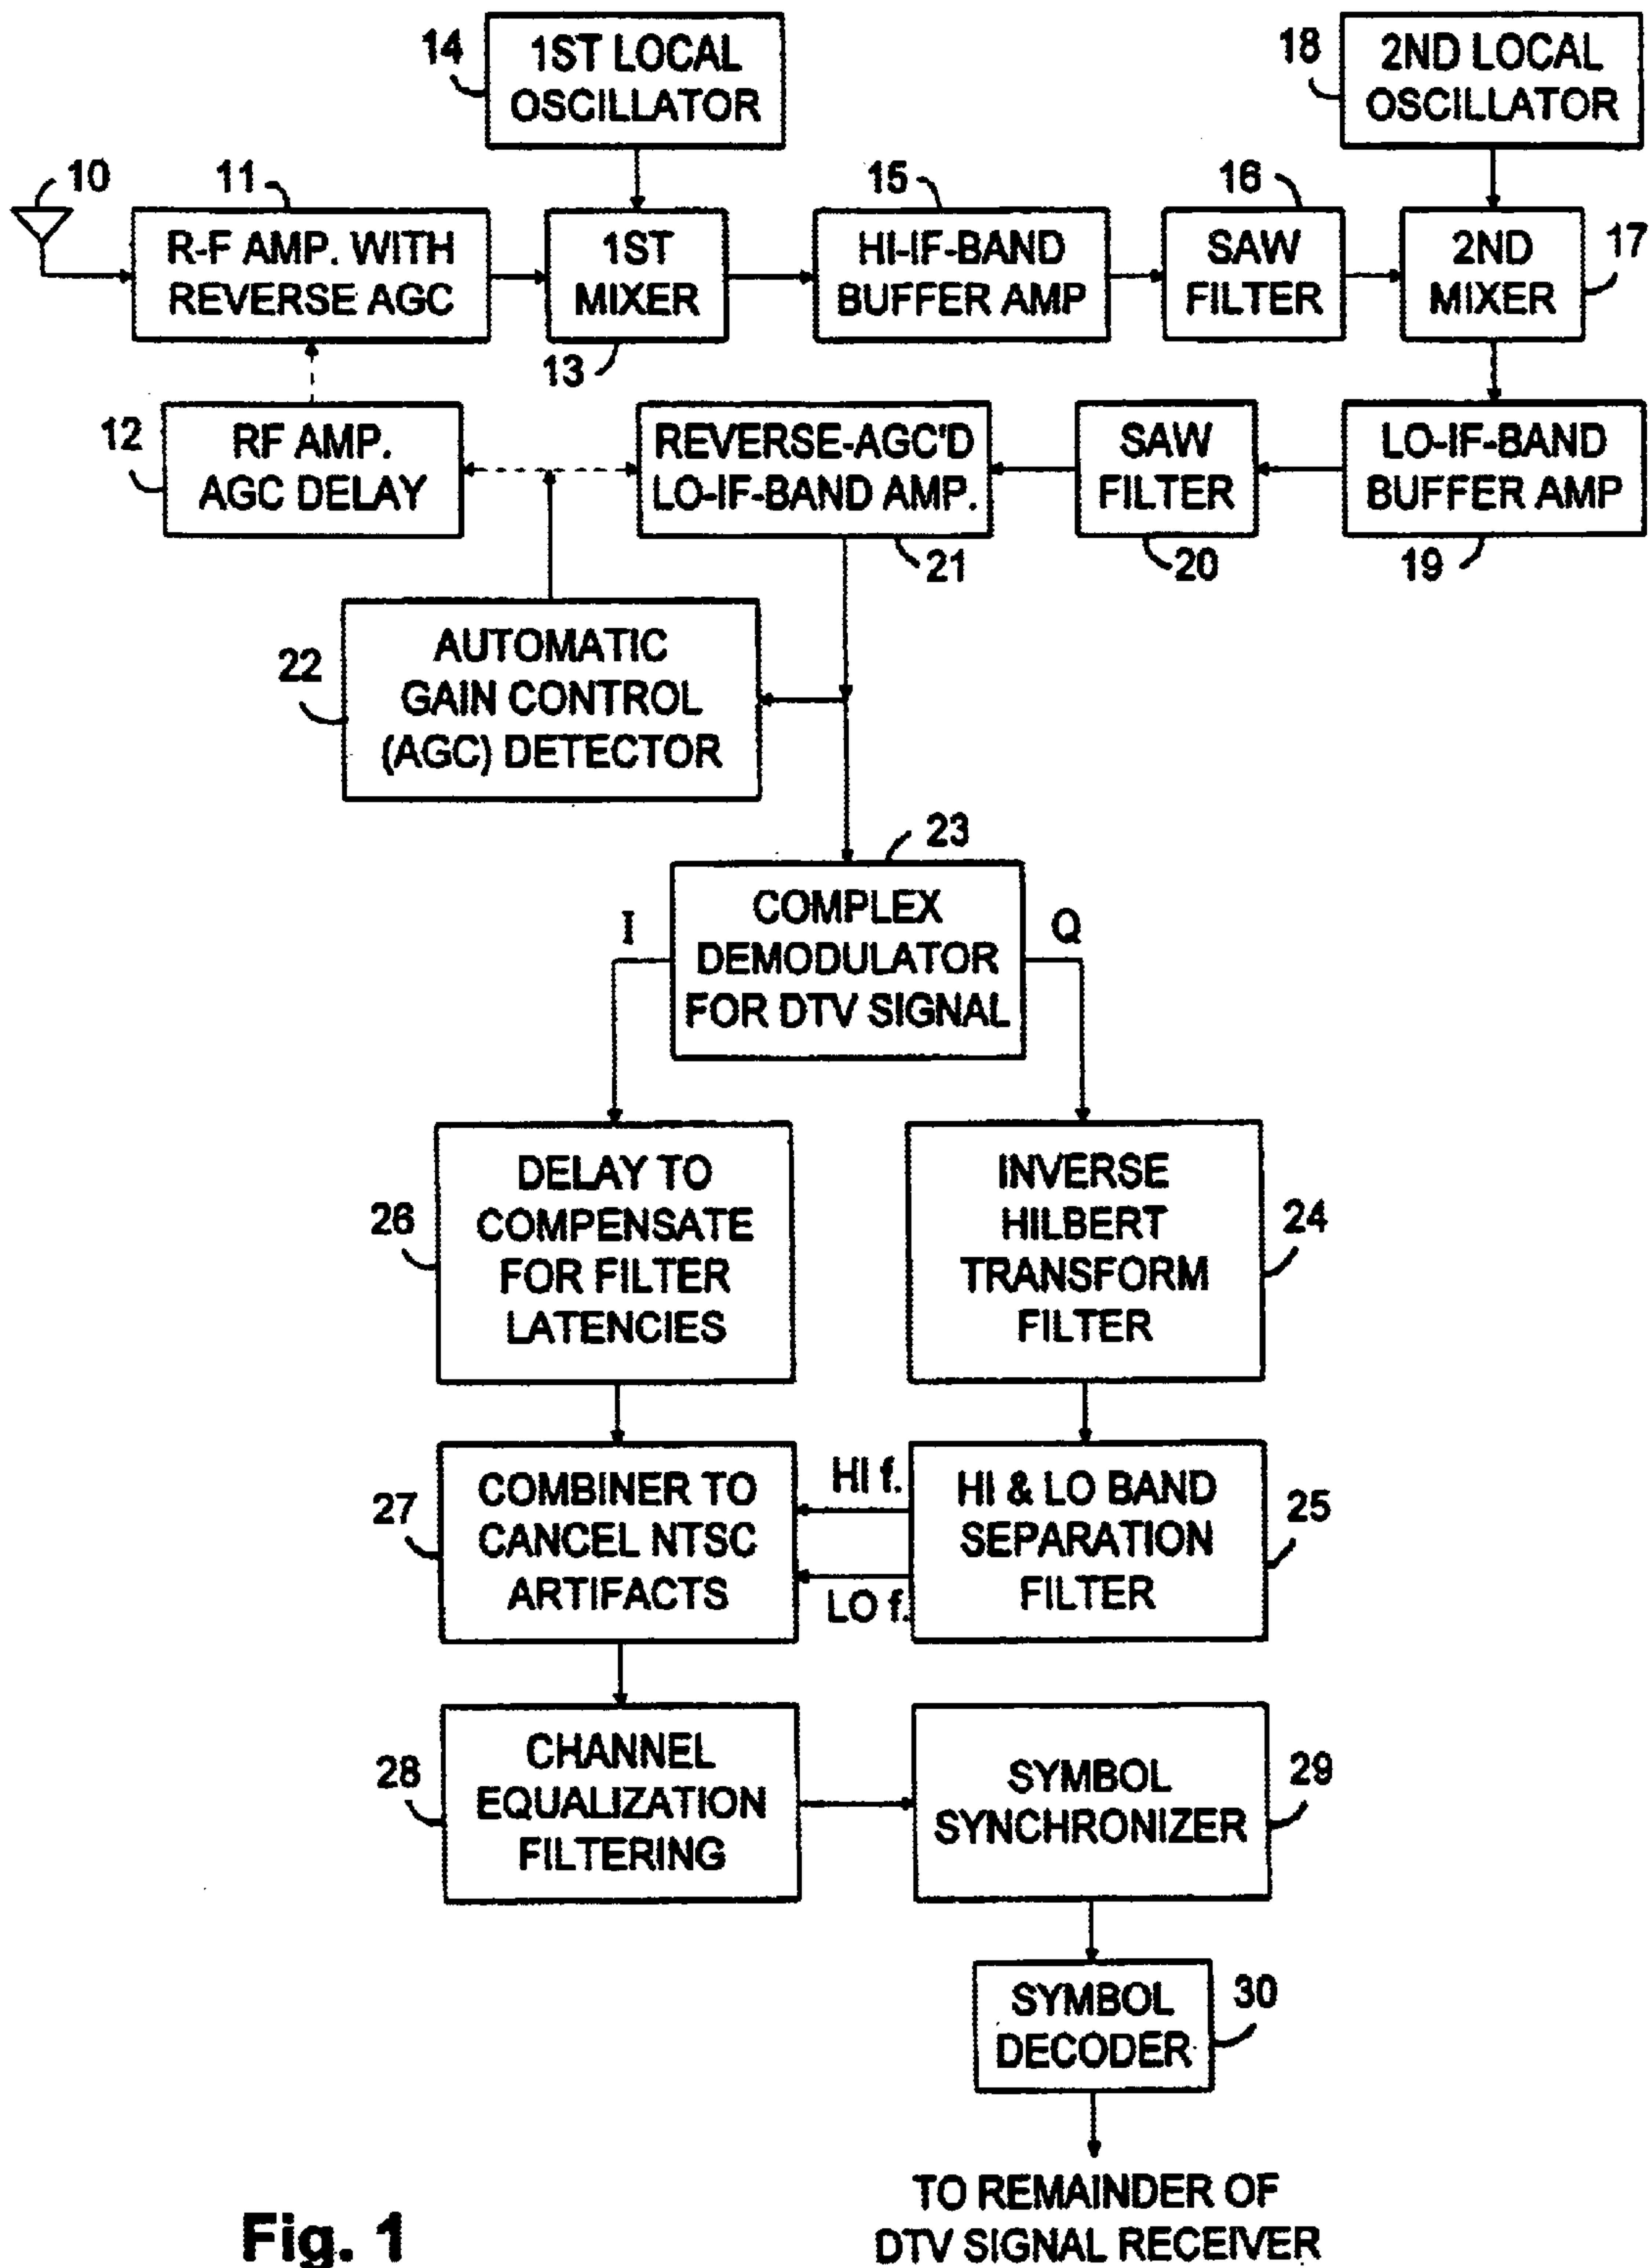 14
1ST LOCAL
OSCILLATOR
18
2ND LOCAL
OSCILLATOR
10
11
R-F AMP. WITH
REVERSE AGC
1ST
MIXER
13
15
HI-IF-BAND
BUFFER AMP
16
SAW
FILTER
2ND
MIXER
17
12
RF AMP.
AGC DELAY
REVERSE-AGC'D
LO-IF-BAND AMP.
21
SAW
FILTER
20
LO-IF-BAND
BUFFER AMP
19
22
AUTOMATIC
GAIN CONTROL
(AGC) DETECTOR
23
COMPLEX
DEMODULATOR
FOR DTV SIGNAL
I
Q
26
DELAY TO
COMPENSATE
FOR FILTER
LATENCIES
INVERSE
HILBERT
TRANSFORM
FILTER
24
27
COMBINER TO
CANCEL NTSC
ARTIFACTS
HI f.
LO f.
HI & LO BAND
SEPARATION
FILTER
25
28
CHANNEL
EQUALIZATION
FILTERING
SYMBOL
SYNCHRONIZER
29
SYMBOL
DECODER
30
TO REMAINDER OF
DTV SIGNAL RECEIVER
Fig. 1